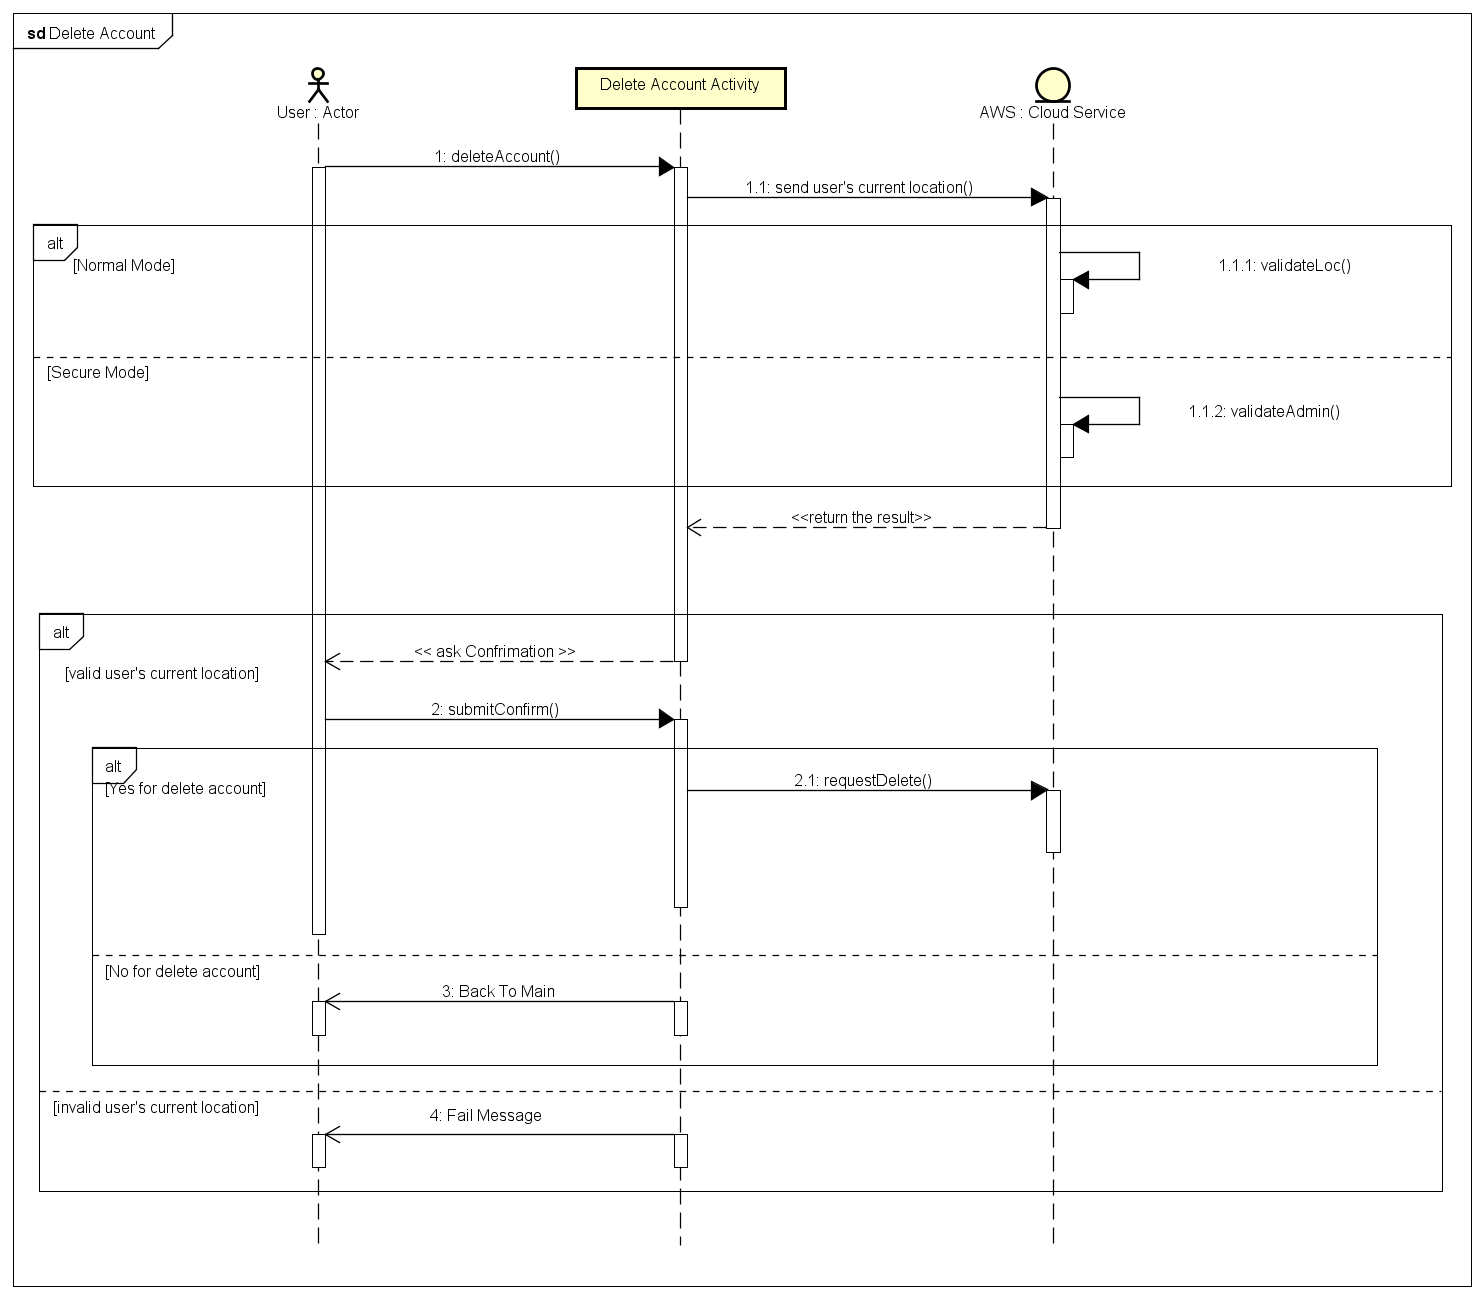 sd Delete Account
User : Actor
Delete Account Activity
AWS : Cloud Service
1: deleteAccount()
1.1: send user's current location()
alt
[Normal Mode]
1.1.1: validateLoc()
[Secure Mode]
1.1.2: validateAdmin()
<<return the result>>
alt
<< ask Confrimation >>
[valid user's current location]
2: submitConfirm()
alt
[Yes for delete account]
2.1: requestDelete()
[No for delete account]
3: Back To Main
[invalid user's current location]
4: Fail Message